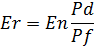 Er = En Pd/Pf